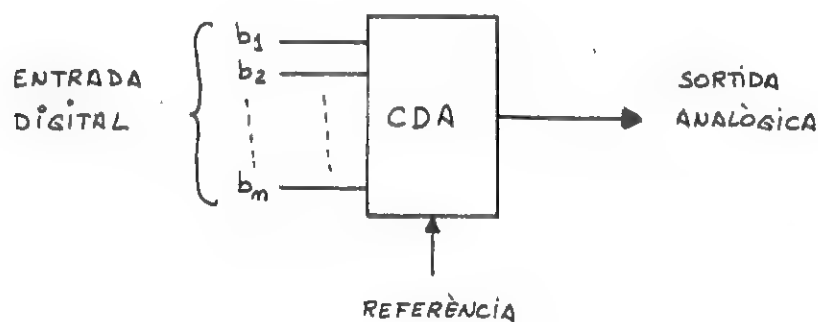 ENTRADA
DIGITAL
b1
b2
bm
CDA
SORTIDA
ANALÒGICA
REFERÈNCIA